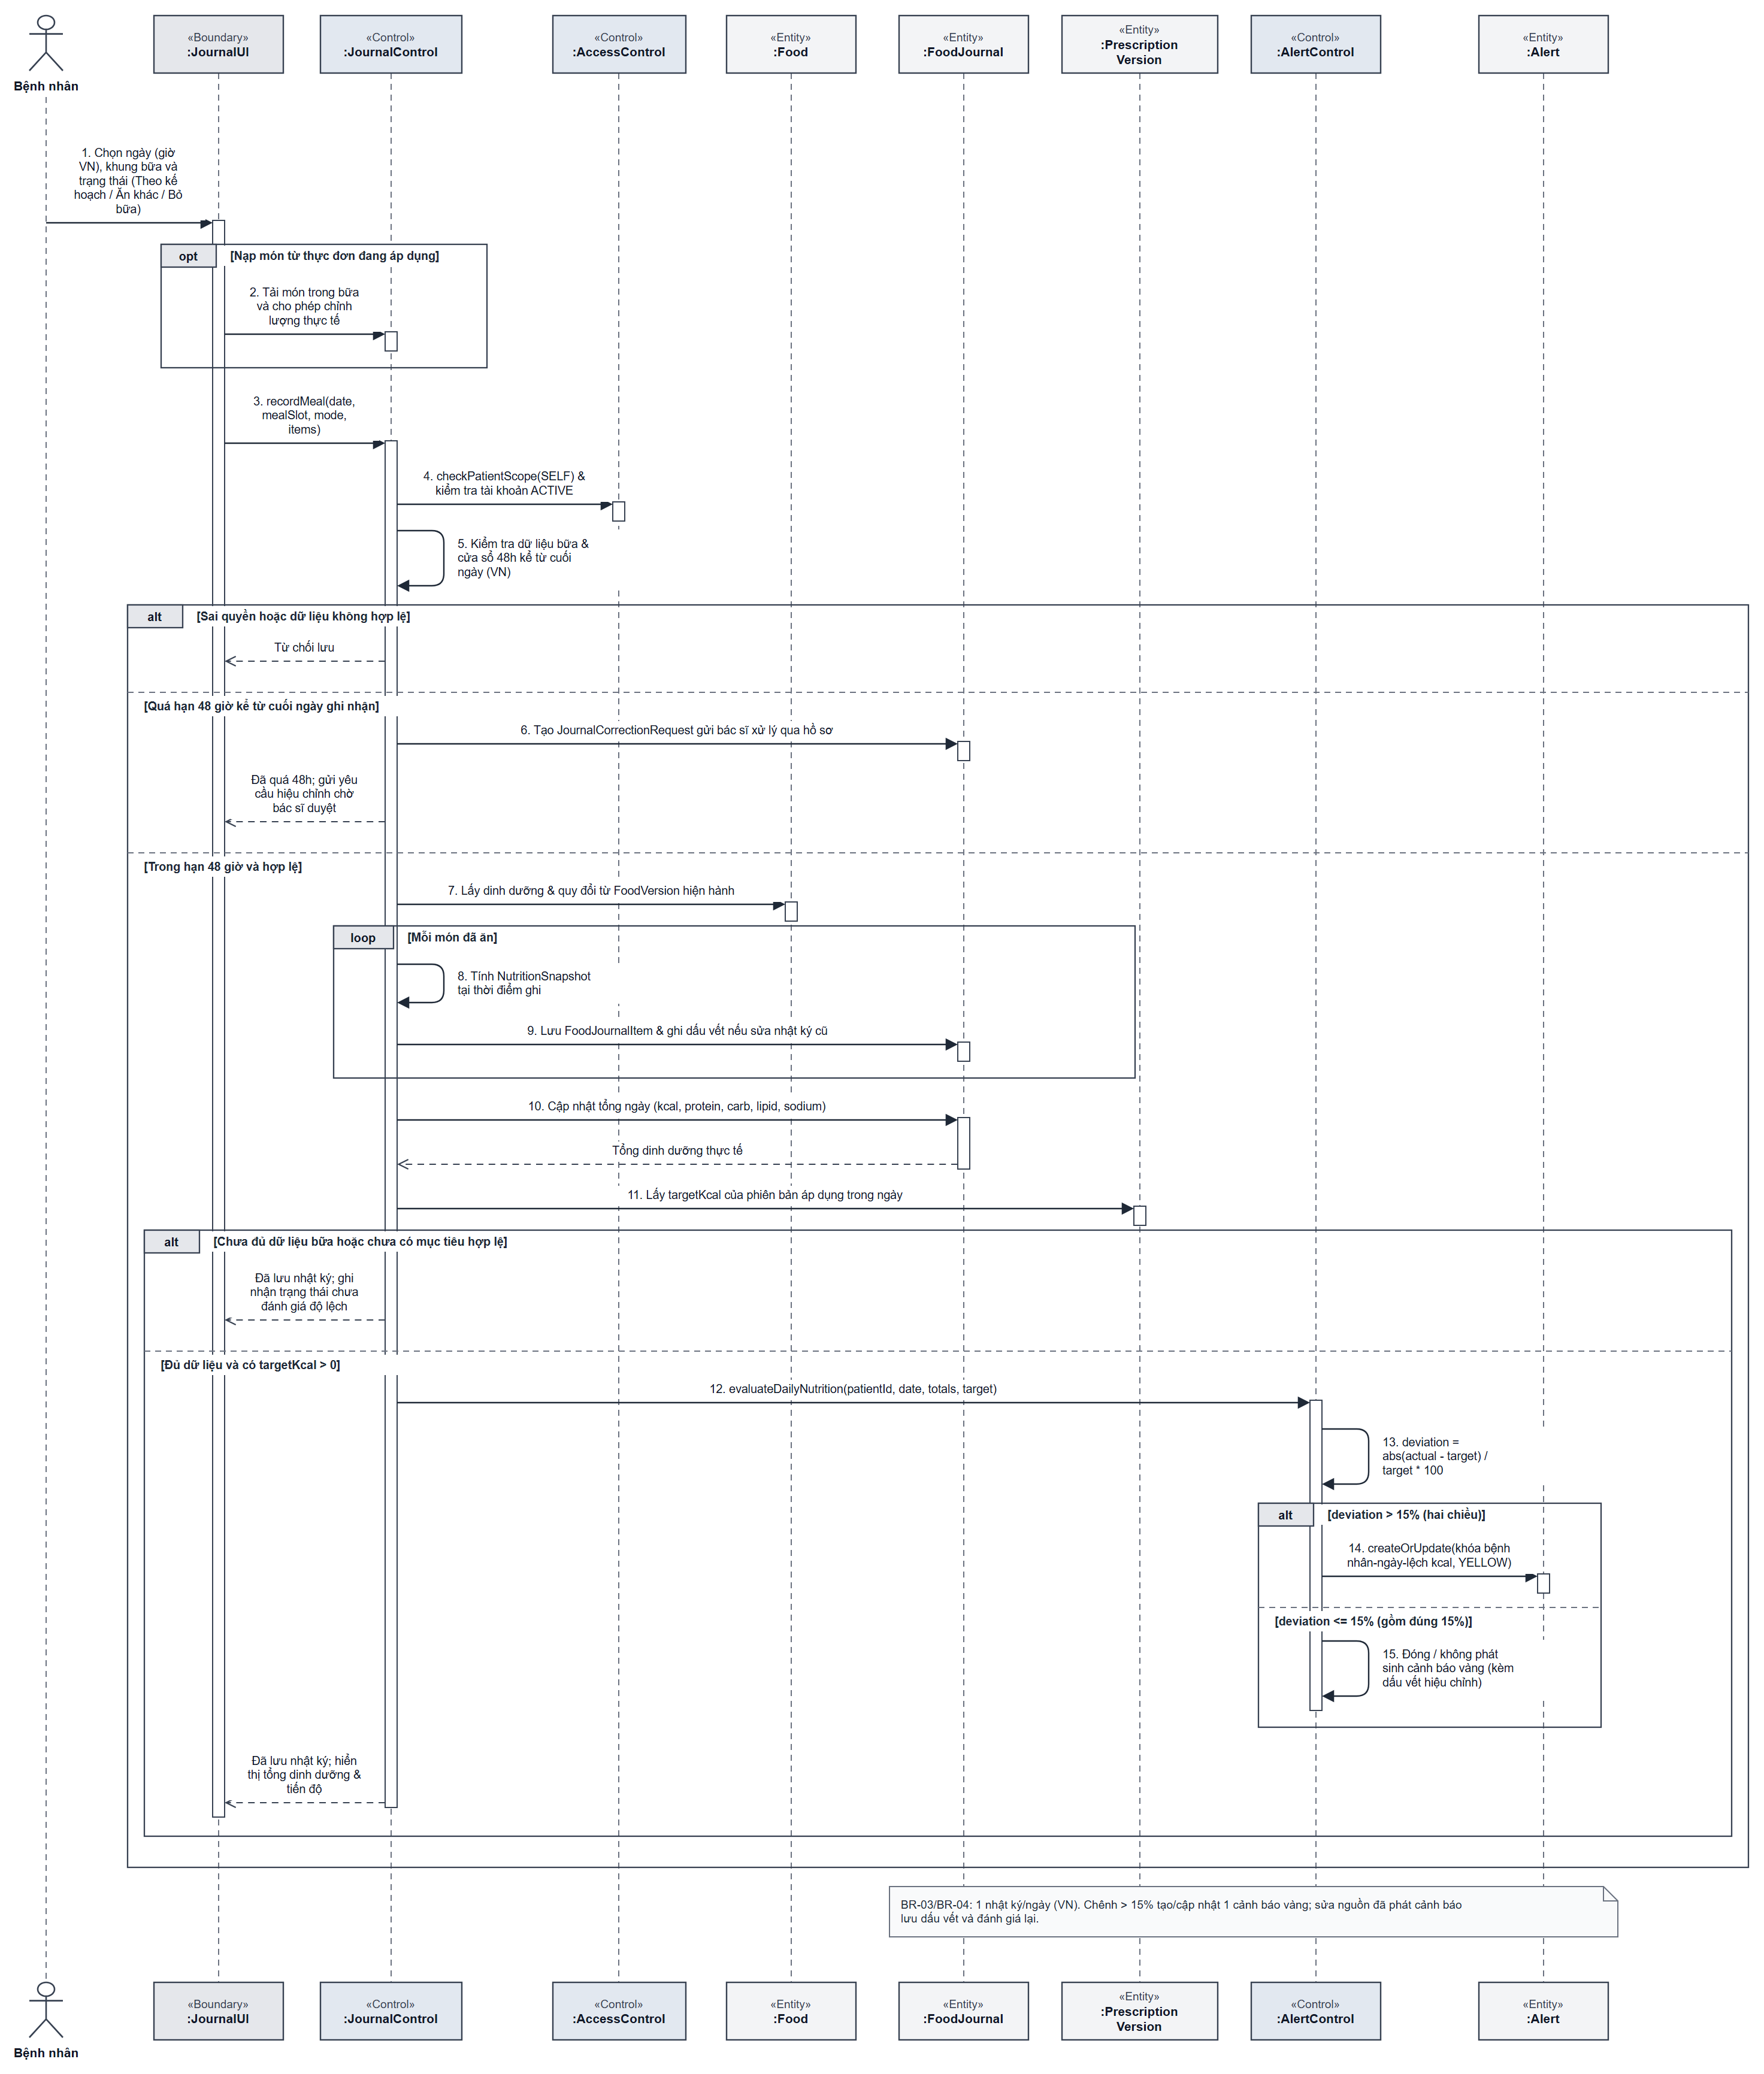 «Boundary»
:JournalUI
«Control»
:JournalControl
«Control»
:AccessControl
«Entity»
:Food
«Entity»
:FoodJournal
«Entity»
:Prescription
Version
«Control»
:AlertControl
«Entity»
:Alert
Bệnh nhân
1. Chọn ngày (giờ
VN), khung bữa và
trạng thái (Theo kế
hoạch / Ăn khác / Bỏ
bữa)
opt
[Nạp món từ thực đơn đang áp dụng]
2. Tải món trong bữa
và cho phép chỉnh
lượng thực tế
3. recordMeal(date,
mealSlot, mode,
items)
4. checkPatientScope(SELF) &
kiểm tra tài khoản ACTIVE
5. Kiểm tra dữ liệu bữa &
cửa sổ 48h kể từ cuối
ngày (VN)
alt
[Sai quyền hoặc dữ liệu không hợp lệ]
Từ chối lưu
[Quá hạn 48 giờ kể từ cuối ngày ghi nhận]
6. Tạo JournalCorrectionRequest gửi bác sĩ xử lý qua hồ sơ
Đã quá 48h; gửi yêu
cầu hiệu chỉnh chờ
bác sĩ duyệt
[Trong hạn 48 giờ và hợp lệ]
7. Lấy dinh dưỡng & quy đổi từ FoodVersion hiện hành
loop
[Mỗi món đã ăn]
8. Tính NutritionSnapshot
tại thời điểm ghi
9. Lưu FoodJournalItem & ghi dấu vết nếu sửa nhật ký cũ
10. Cập nhật tổng ngày (kcal, protein, carb, lipid, sodium)
Tổng dinh dưỡng thực tế
11. Lấy targetKcal của phiên bản áp dụng trong ngày
alt
[Chưa đủ dữ liệu bữa hoặc chưa có mục tiêu hợp lệ]
Đã lưu nhật ký; ghi
nhận trạng thái chưa
đánh giá độ lệch
[Đủ dữ liệu và có targetKcal > 0]
12. evaluateDailyNutrition(patientId, date, totals, target)
13. deviation =
abs(actual - target) /
target * 100
alt
[deviation > 15% (hai chiều)]
14. createOrUpdate(khóa bệnh
nhân-ngày-lệch kcal, YELLOW)
[deviation <= 15% (gồm đúng 15%)]
15. Đóng / không phát
sinh cảnh báo vàng (kèm
dấu vết hiệu chỉnh)
Đã lưu nhật ký; hiển
thị tổng dinh dưỡng &
tiến độ
BR-03/BR-04: 1 nhật ký/ngày (VN). Chênh > 15% tạo/cập nhật 1 cảnh báo vàng; sửa nguồn đã phát cảnh báo
lưu dấu vết và đánh giá lại.
«Boundary»
:JournalUI
«Control»
:JournalControl
«Control»
:AccessControl
«Entity»
:Food
«Entity»
:FoodJournal
«Entity»
:Prescription
Version
«Control»
:AlertControl
«Entity»
:Alert
Bệnh nhân